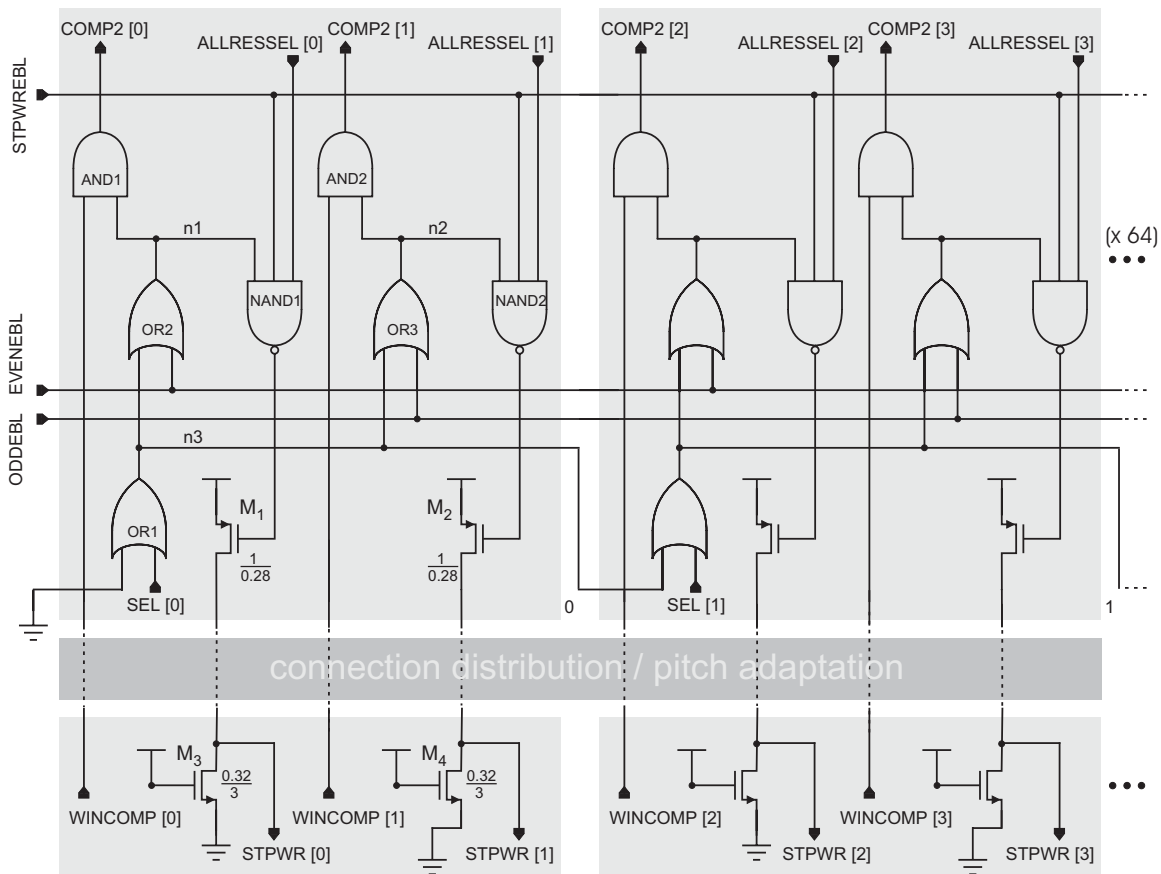 COMP2 [0]
COMP2 [1]
COMP2 [2]
COMP2 [3]
ALLRESSEL [0]
ALLRESSEL [1]
ALLRESSEL [2]
ALLRESSEL [3]
STPWREBL
AND1
AND2
n1
n2
(x 64)
NAND1
NAND2
OR2
OR3
EVENEBL
ODDEBL
n3
M1
M2
OR1
1
0.28
1
0.28
SEL [0]
0
SEL [1]
1
connection distribution / pitch adaptation
M3
0.32
3
M4
0.32
3
WINCOMP [0]
WINCOMP [1]
WINCOMP [2]
WINCOMP [3]
STPWR [0]
STPWR [1]
STPWR [2]
STPWR [3]